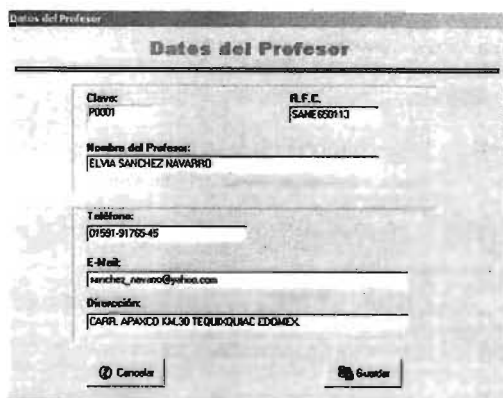 Datos del Profesor
Datos del Profesor
Clave: R.F.C.
P0001 SANE650113
Nombre del Profesor:
ELVIA SANCHEZ NAVARRO
Teléfono:
01591-91765-45
E-Mail:
sanchez_navarro@yahoo.com
Dirección:
CARR. APAXCO KM.30 TEQUIXQUIAC EDOMEX.
Cancelar Guardar